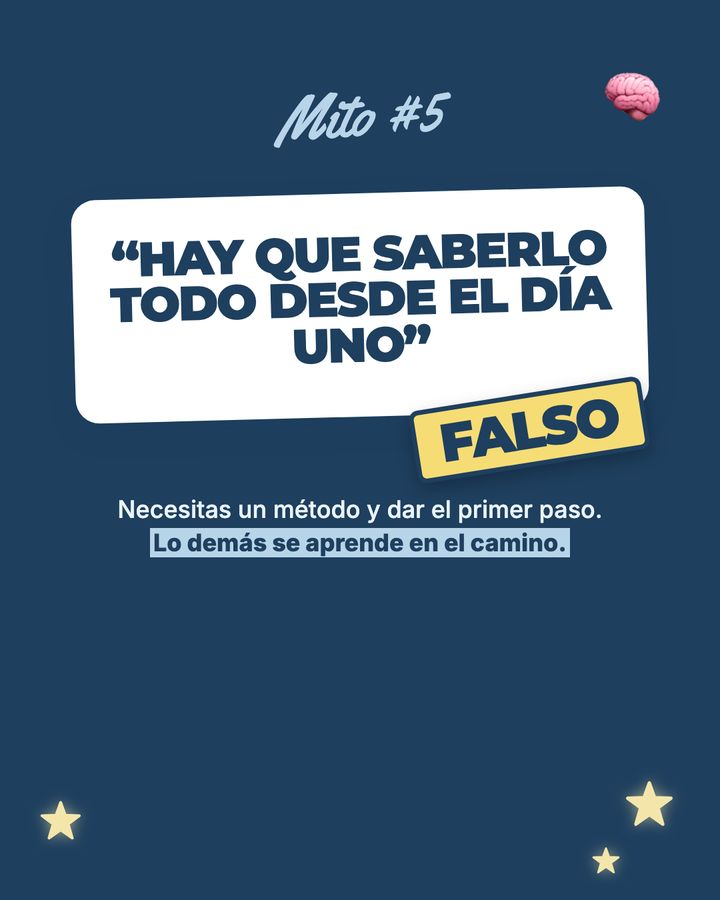 Mito #5
“HAY QUE SABERLO
TODO DESDE EL DÍA
UNO”
FALSO
Necesitas un método y dar el primer paso.
Lo demás se aprende en el camino.